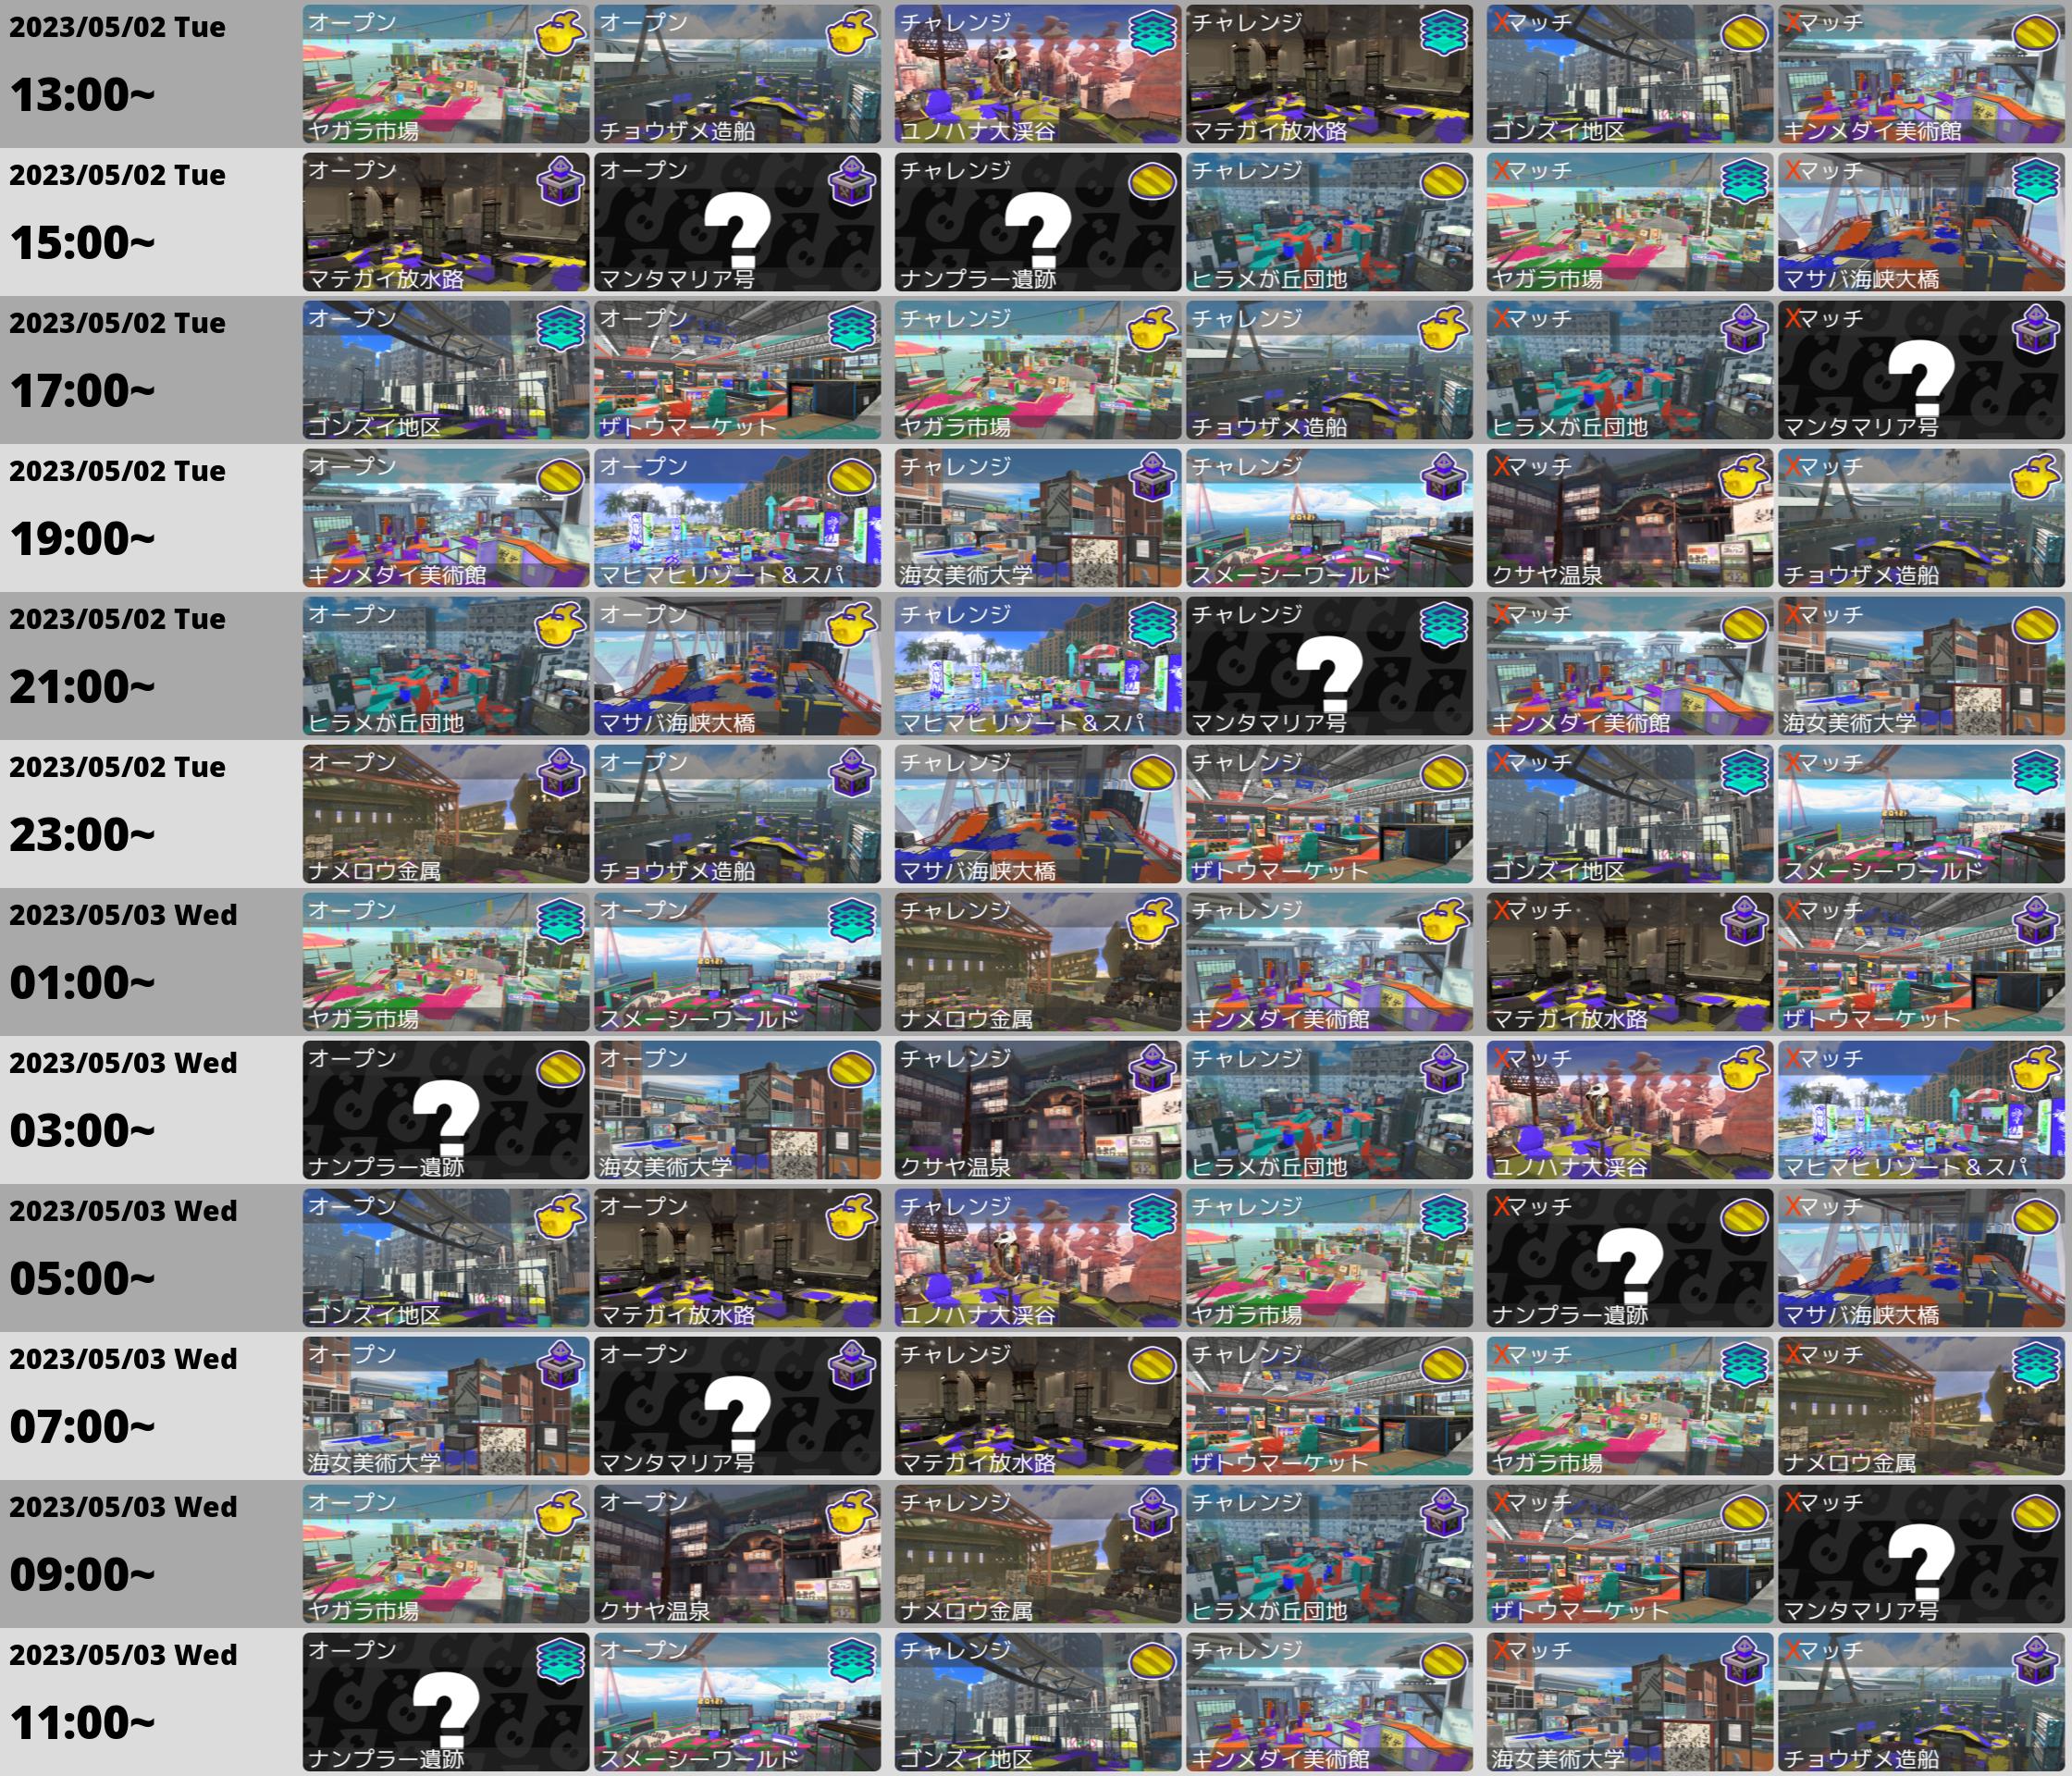 2023/05/02 Tue
13:00~
オープン オープン チャレンジ チャレンジ Xマッチ Xマッチ
ヤガラ市場 チョウザメ造船 ユノハナ大渓谷 マテガイ放水路 ゴンズイ地区 キンメダイ美術館
2023/05/02 Tue
15:00~
オープン オープン チャレンジ チャレンジ Xマッチ Xマッチ
マテガイ放水路 マンタマリア号 ナンプラー遺跡 ヒラメが丘団地 ヤガラ市場 マサバ海峡大橋
2023/05/02 Tue
17:00~
オープン オープン チャレンジ チャレンジ Xマッチ Xマッチ
ゴンズイ地区 ザトウマーケット ヤガラ市場 チョウザメ造船 ヒラメが丘団地 マンタマリア号
2023/05/02 Tue
19:00~
オープン オープン チャレンジ チャレンジ Xマッチ Xマッチ
キンメダイ美術館 マヒマヒリゾート&スパ 海女美術大学 スメーシーワールド クサヤ温泉 チョウザメ造船
2023/05/02 Tue
21:00~
オープン オープン チャレンジ チャレンジ Xマッチ Xマッチ
ヒラメが丘団地 マサバ海峡大橋 マヒマヒリゾート&スパ マンタマリア号 キンメダイ美術館 海女美術大学
2023/05/02 Tue
23:00~
オープン オープン チャレンジ チャレンジ Xマッチ Xマッチ
ナメロウ金属 チョウザメ造船 マサバ海峡大橋 ザトウマーケット ゴンズイ地区 スメーシーワールド
2023/05/03 Wed
01:00~
オープン オープン チャレンジ チャレンジ Xマッチ Xマッチ
ヤガラ市場 スメーシーワールド ナメロウ金属 キンメダイ美術館 マテガイ放水路 ザトウマーケット
2023/05/03 Wed
03:00~
オープン オープン チャレンジ チャレンジ Xマッチ Xマッチ
ナンプラー遺跡 海女美術大学 クサヤ温泉 ヒラメが丘団地 ユノハナ大渓谷 マヒマヒリゾート&スパ
2023/05/03 Wed
05:00~
オープン オープン チャレンジ チャレンジ Xマッチ Xマッチ
ゴンズイ地区 マテガイ放水路 ユノハナ大渓谷 ヤガラ市場 ナンプラー遺跡 マサバ海峡大橋
2023/05/03 Wed
07:00~
オープン オープン チャレンジ チャレンジ Xマッチ Xマッチ
海女美術大学 マンタマリア号 マテガイ放水路 ザトウマーケット ヤガラ市場 ナメロウ金属
2023/05/03 Wed
09:00~
オープン オープン チャレンジ チャレンジ Xマッチ Xマッチ
ヤガラ市場 クサヤ温泉 ナメロウ金属 ヒラメが丘団地 ザトウマーケット マンタマリア号
2023/05/03 Wed
11:00~
オープン オープン チャレンジ チャレンジ Xマッチ Xマッチ
ナンプラー遺跡 スメーシーワールド ゴンズイ地区 キンメダイ美術館 海女美術大学 チョウザメ造船